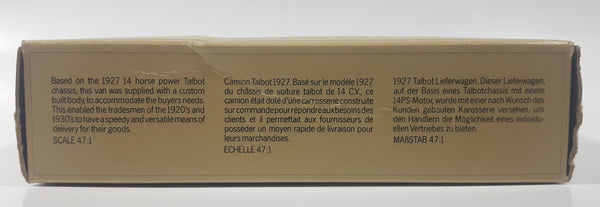 Based on the 1927 14 horse power Talbot
chassis, this van was supplied with a custom
built body, to accommodate the buyers needs.
This enabled the tradesmen of the 1920's and
1930's to have a speedy and versatile means of
delivery for their goods.
SCALE 47:1
Camion Talbot 1927. Basé sur le modèle 1927
du châsis de voiture talbot de 14 C.V., ce
camion était doté d'une carrosserie construite
sur commande pour répondre aux besoins des
clients et il permettait aux fournisseurs de
posséder un moyen rapide de livraison pour
leurs marchandises.
ECHELLE 47:1
1927 Talbot Lieferwagen. Dieser Lieferwagen,
auf der Basis eines Talbotchassis mit einem
14PS-Motor, wurde mit einer nach Wunsch des
Kunden gebauten Karosserie versehen, um
den Händlern die Möglichkeit eines individu-
ellen Vertriebes zu bieten.
MAßSTAB 47:1